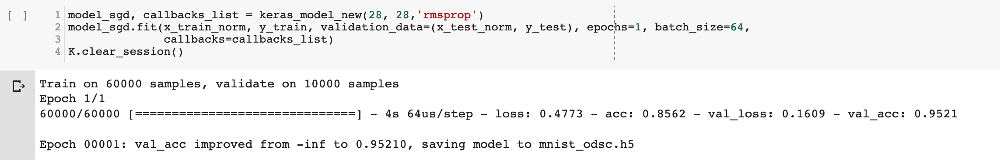 [ ]
1 model_sgd, callbacks_list = keras_model_new(28, 28,'rmsprop')
2 model_sgd.fit(x_train_norm, y_train, validation_data=(x_test_norm, y_test), epochs=1, batch_size=64,
3               callbacks=callbacks_list)
4 K.clear_session()
Train on 60000 samples, validate on 10000 samples
Epoch 1/1
60000/60000 [==============================] - 4s 64us/step - loss: 0.4773 - acc: 0.8562 - val_loss: 0.1609 - val_acc: 0.9521
Epoch 00001: val_acc improved from -inf to 0.95210, saving model to mnist_odsc.h5